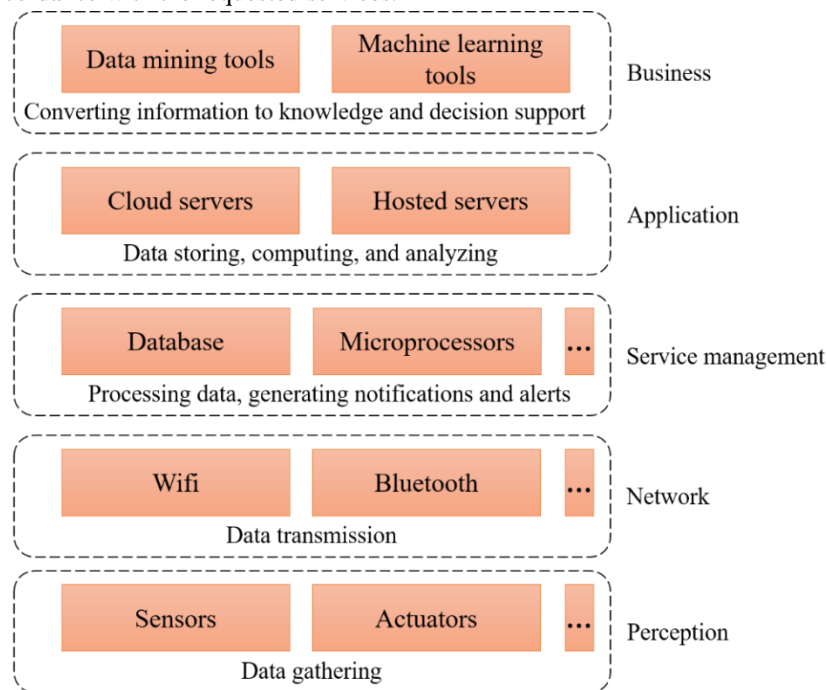 Data mining tools
Machine learning
tools
Business
Converting information to knowledge and decision support
Cloud servers
Hosted servers
Application
Data storing, computing, and analyzing
Database
Microprocessors
...
Service management
Processing data, generating notifications and alerts
Wifi
Bluetooth
...
Network
Data transmission
Sensors
Actuators
...
Perception
Data gathering